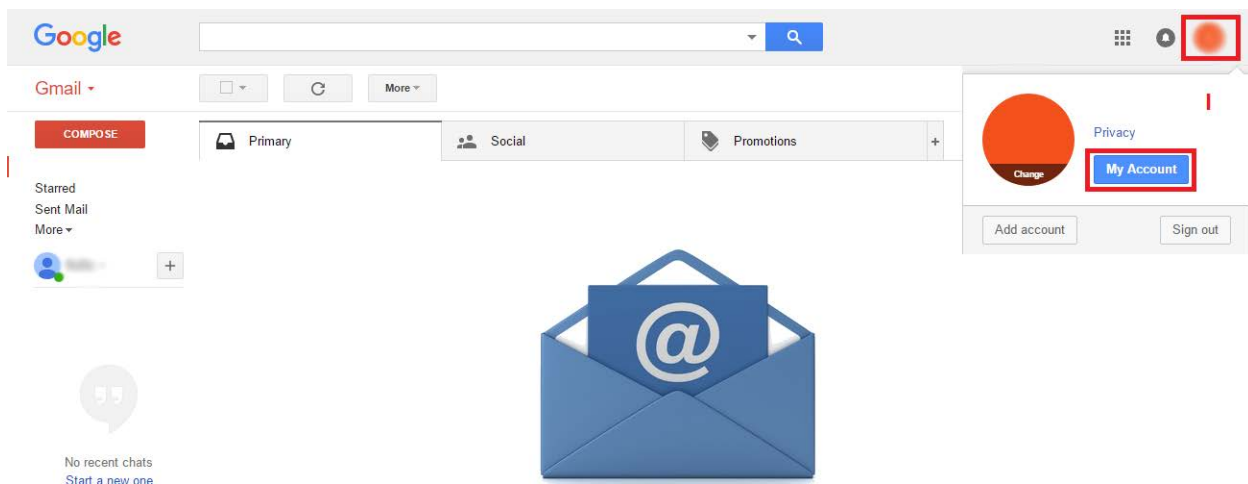 Google
Gmail
More
COMPOSE
Primary
Social
Promotions
+
Privacy
My Account
Change
Add account
Sign out
Starred
Sent Mail
More
+
@
No recent chats
Start a new one